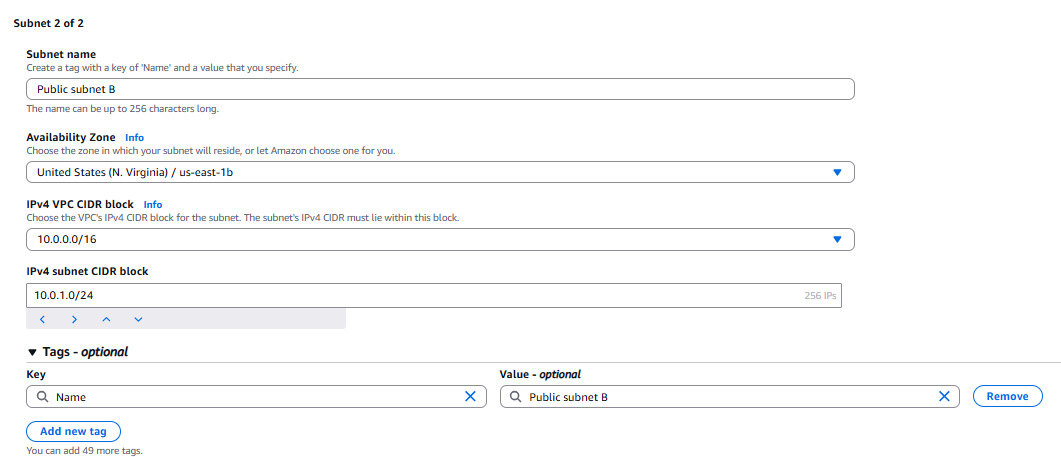 Subnet 2 of 2
Subnet name
Create a tag with a key of 'Name' and a value that you specify.
Public subnet B
The name can be up to 256 characters long.
Availability Zone Info
Choose the zone in which your subnet will reside, or let Amazon choose one for you.
United States (N. Virginia) / us-east-1b
IPv4 VPC CIDR block Info
Choose the VPC's IPv4 CIDR block for the subnet. The subnet's IPv4 CIDR must lie within this block.
10.0.0.0/16
IPv4 subnet CIDR block
10.0.1.0/24 256 IPs
Tags - optional
Key Value - optional
Name Public subnet B Remove
Add new tag
You can add 49 more tags.